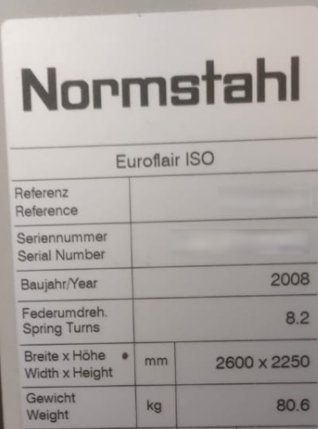 Normstahl
Euroflair ISO
Referenz
Reference
Seriennummer
Serial Number
Baujahr/Year 2008
Federumdreh.
Spring Turns 8.2
Breite x Höhe
Width x Height mm 2600 x 2250
Gewicht
Weight kg 80.6